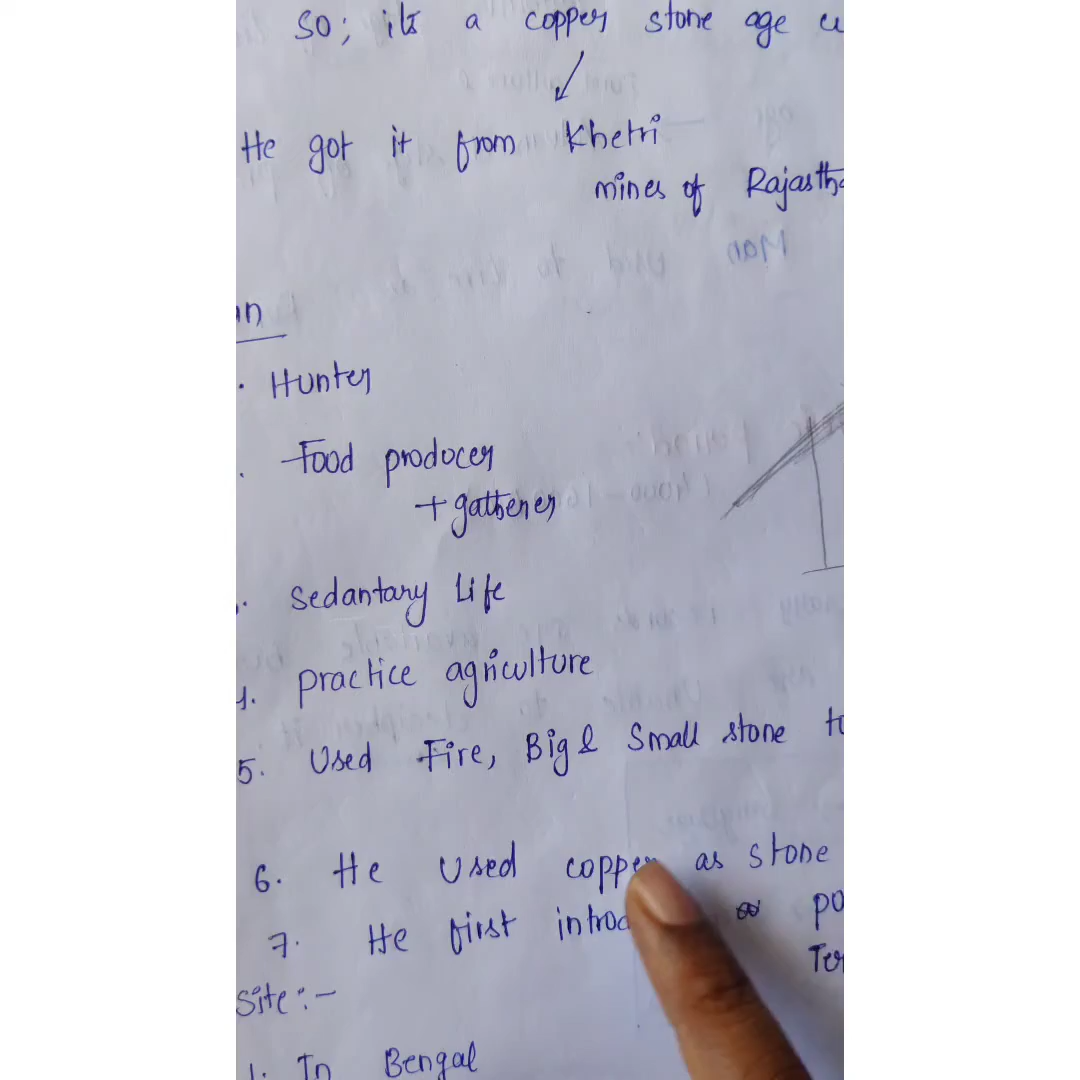 So; its a copper stone age
He got it from Khetri
mines of Rajastha
Hunter
Food producer
+ gatherer
Sedantary Life
4. practice agriculture
5. Used Fire, Big & Small stone
6. He used copper as stone
7. He first
Site:-
1. In Bengal